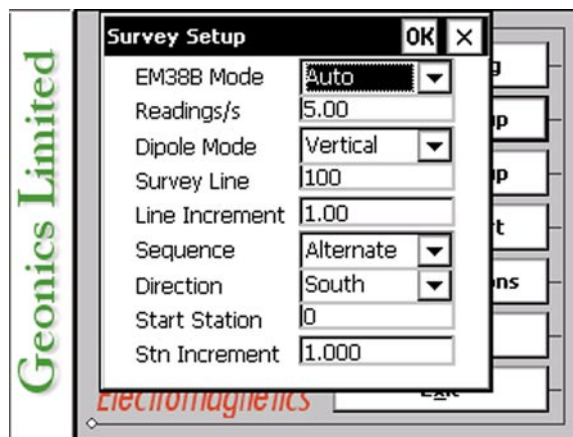 Geonics Limited
Survey Setup OK
EM38B Mode Auto
Readings/s 5.00
Dipole Mode Vertical
Survey Line 100
Line Increment 1.00
Sequence Alternate
Direction South
Start Station 0
Stn Increment 1.000
Electromagnetics
Exit